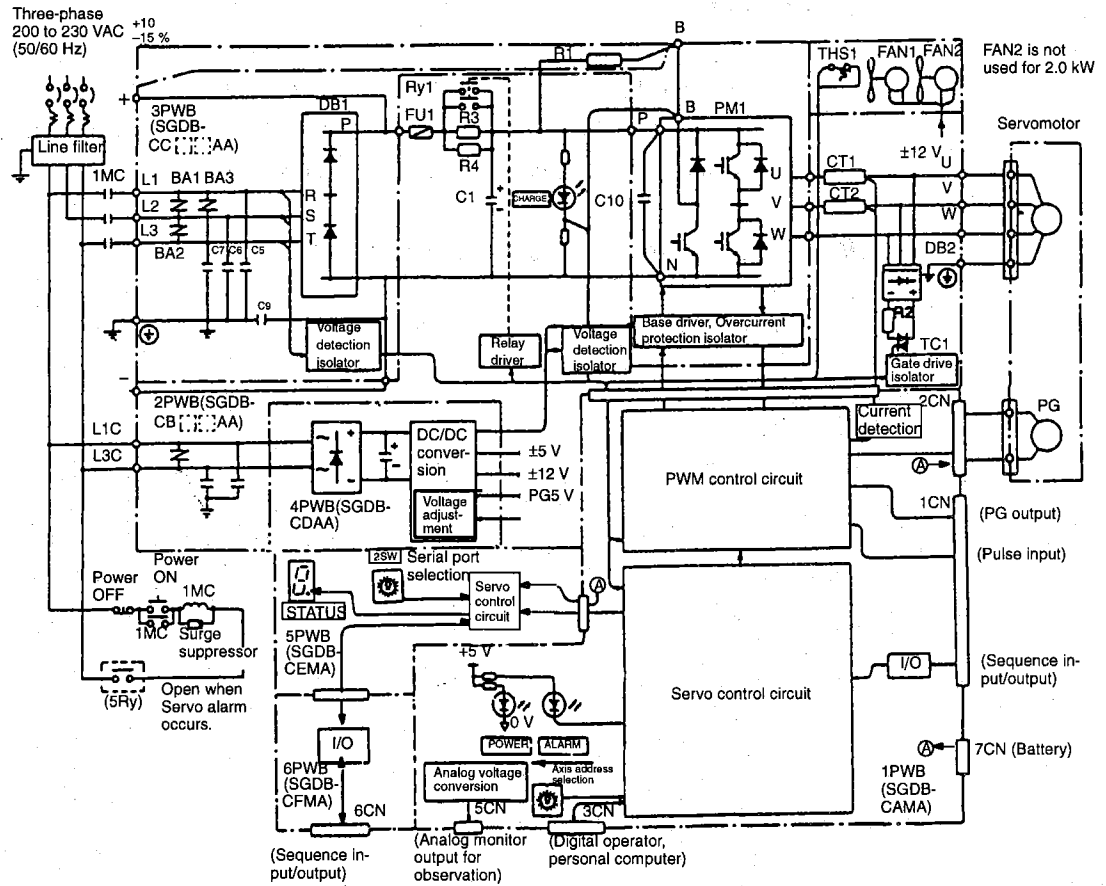 Three-phase
200 to 230 VAC +10
–15 %
(50/60 Hz)
B
R1
THS1
FAN1
FAN2
FAN2 is not
used for 2.0 kW
+
3PWB
(SGDB-
CC AA)
DB1
P
Ry1
FU1
R3
R4
P
B
PM1
Servomotor
Line filter
±12 V
U
CT1
V
CT2
W
1MC
L1
BA1
BA3
R
L2
S
L3
T
BA2
C7
C6
C5
C1
+
–
CHARGE
C10
U
V
W
N
DB2
–
+
R2
TC1
C9
Voltage
detection
isolator
Relay
driver
Voltage
detection
isolator
Base driver, Overcurrent
protection isolator
Gate drive
isolator
–
2PWB(SGDB-
CB AA)
L1C
L3C
~
~
+
–
DC/DC
conver-
sion
Voltage
adjust-
ment
±5 V
±12 V
PG5 V
4PWB(SGDB-
CDAA)
PWM control circuit
Current
detection
2CN
PG
A
1CN
(PG output)
(Pulse input)
Power
ON
Power
OFF
1MC
1MC
Surge
suppressor
(5Ry)
Open when
Servo alarm
occurs.
2SW
Serial port
selection
STATUS
Servo
control
circuit
A
5PWB
(SGDB-
CEMA)
+5 V
0 V
POWER
ALARM
Servo control circuit
I/O
(Sequence in-
put/output)
I/O
6PWB
(SGDB-
CFMA)
6CN
(Sequence in-
put/output)
Analog voltage
conversion
5CN
(Analog monitor
output for
observation)
Axis address
selection
3CN
(Digital operator,
personal computer)
A
7CN (Battery)
1PWB
(SGDB-
CAMA)